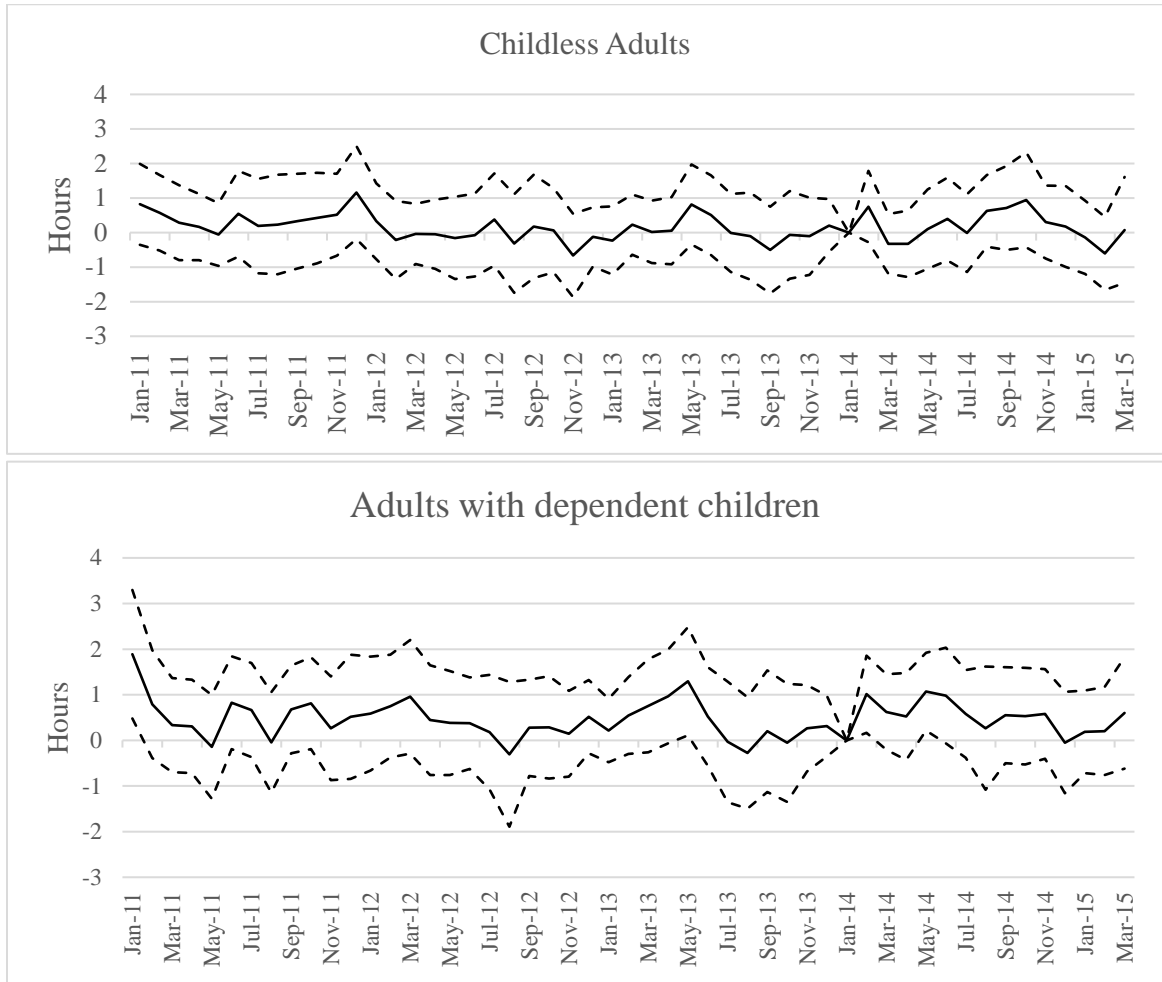 Childless Adults
4
3
2
1
0
-1
-2
-3
Hours
Jan-11
Mar-11
May-11
Jul-11
Sep-11
Nov-11
Jan-12
Mar-12
May-12
Jul-12
Sep-12
Nov-12
Jan-13
Mar-13
May-13
Jul-13
Sep-13
Nov-13
Jan-14
Mar-14
May-14
Jul-14
Sep-14
Nov-14
Jan-15
Mar-15
Adults with dependent children
4
3
2
1
0
-1
-2
-3
Hours
Jan-11
Mar-11
May-11
Jul-11
Sep-11
Nov-11
Jan-12
Mar-12
May-12
Jul-12
Sep-12
Nov-12
Jan-13
Mar-13
May-13
Jul-13
Sep-13
Nov-13
Jan-14
Mar-14
May-14
Jul-14
Sep-14
Nov-14
Jan-15
Mar-15